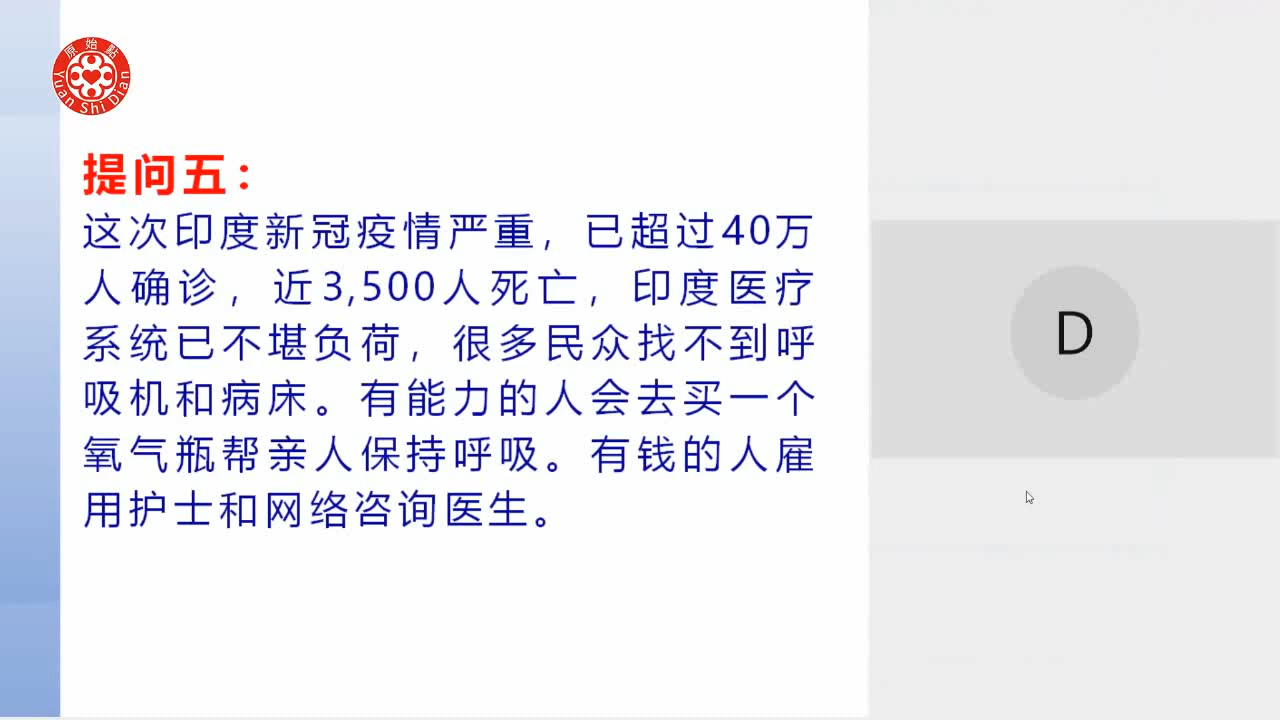 原始點
Yuan Shi Dian
提问五：
这次印度新冠疫情严重，已超过40万
人确诊，近3,500人死亡，印度医疗
系统已不堪负荷，很多民众找不到呼
吸机和病床。有能力的人会去买一个
氧气瓶帮亲人保持呼吸。有钱的人雇
用护士和网络咨询医生。
D